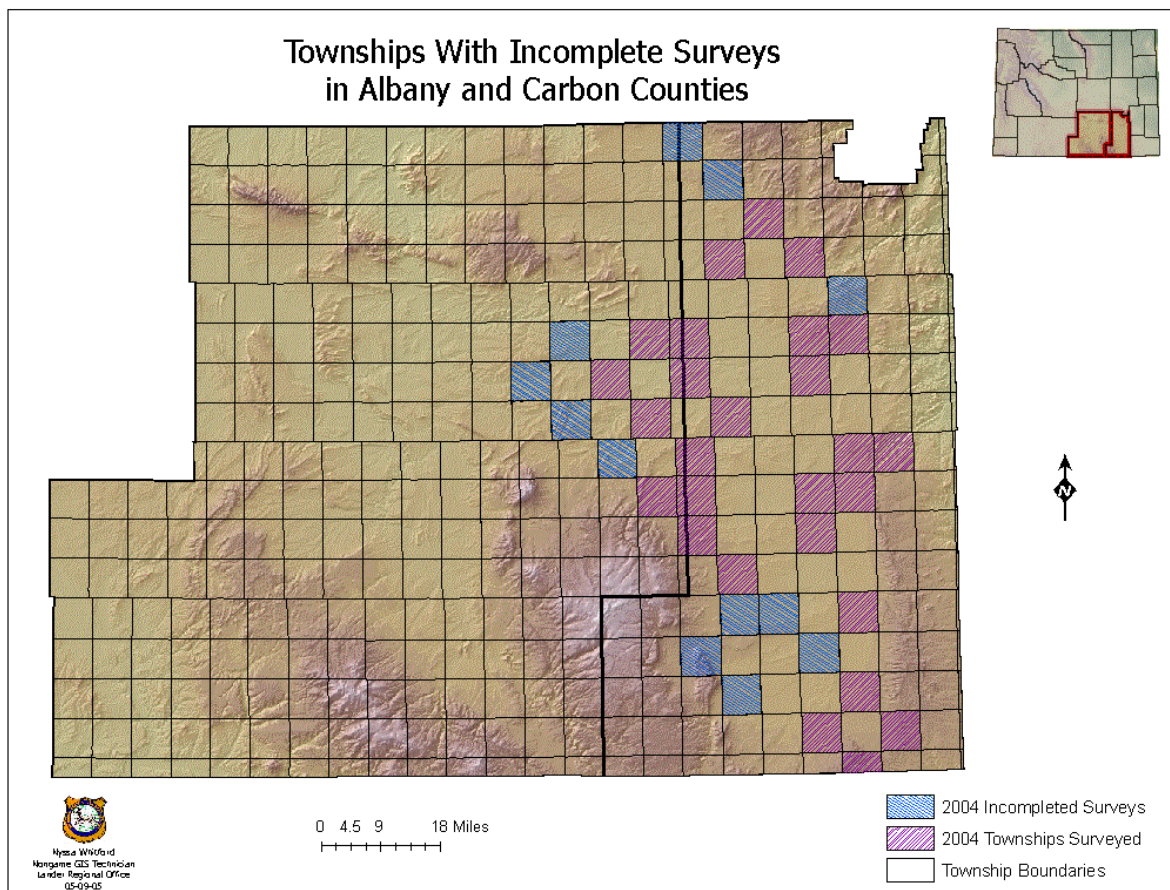 Townships With Incomplete Surveys
in Albany and Carbon Counties
N
0 4.5 9 18 Miles
2004 Incompleted Surveys
2004 Townships Surveyed
Township Boundaries
Nyssa Whitford
Nongame GIS Technician
Lander Regional Office
05-09-05